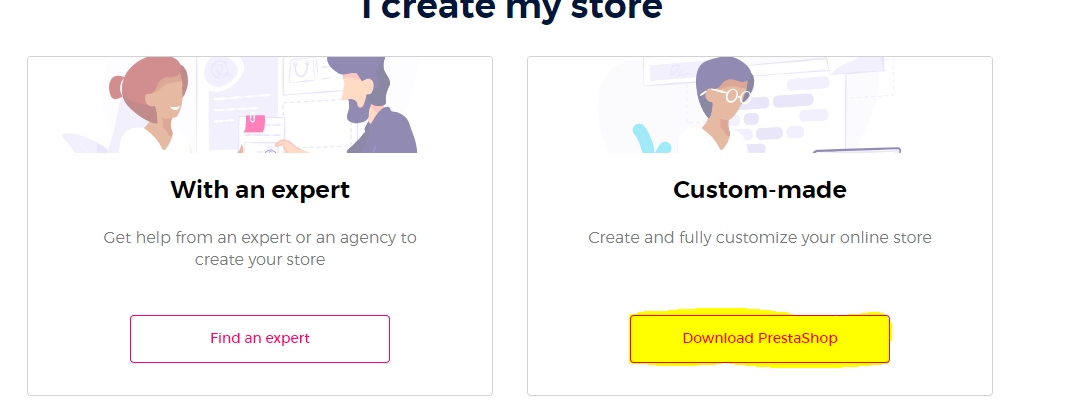 I create my store
With an expert
Get help from an expert or an agency to
create your store
Find an expert
Custom-made
Create and fully customize your online store
Download PrestaShop